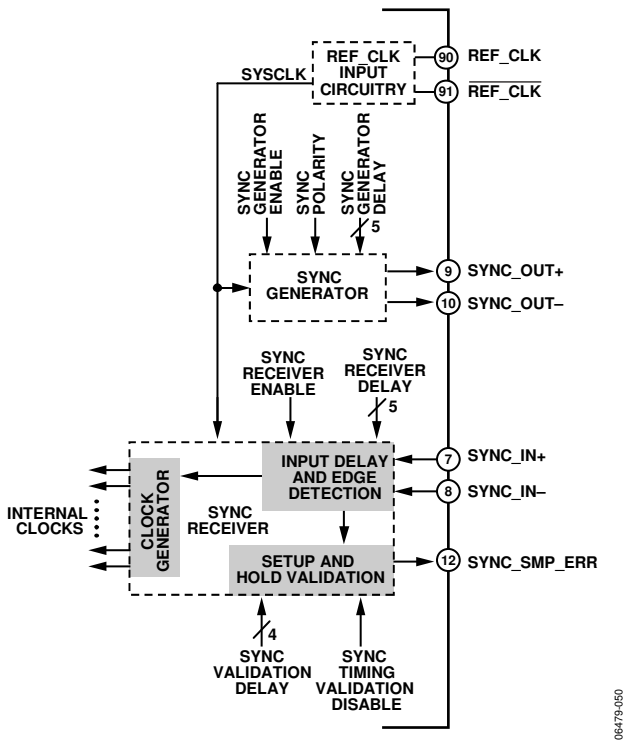 REF_CLK
INPUT
CIRCUITRY
90 REF_CLK
91 REF_CLK
SYSCLK
SYNC
GENERATOR
ENABLE
SYNC
POLARITY
SYNC
GENERATOR
DELAY
5
SYNC
GENERATOR
9 SYNC_OUT+
10 SYNC_OUT–
SYNC
RECEIVER
ENABLE
SYNC
RECEIVER
DELAY
5
INPUT DELAY
AND EDGE
DETECTION
7 SYNC_IN+
8 SYNC_IN–
CLOCK
GENERATOR
SYNC
RECEIVER
INTERNAL
CLOCKS
SETUP AND
HOLD VALIDATION
12 SYNC_SMP_ERR
4
SYNC
VALIDATION
DELAY
SYNC
TIMING
VALIDATION
DISABLE
06479-050